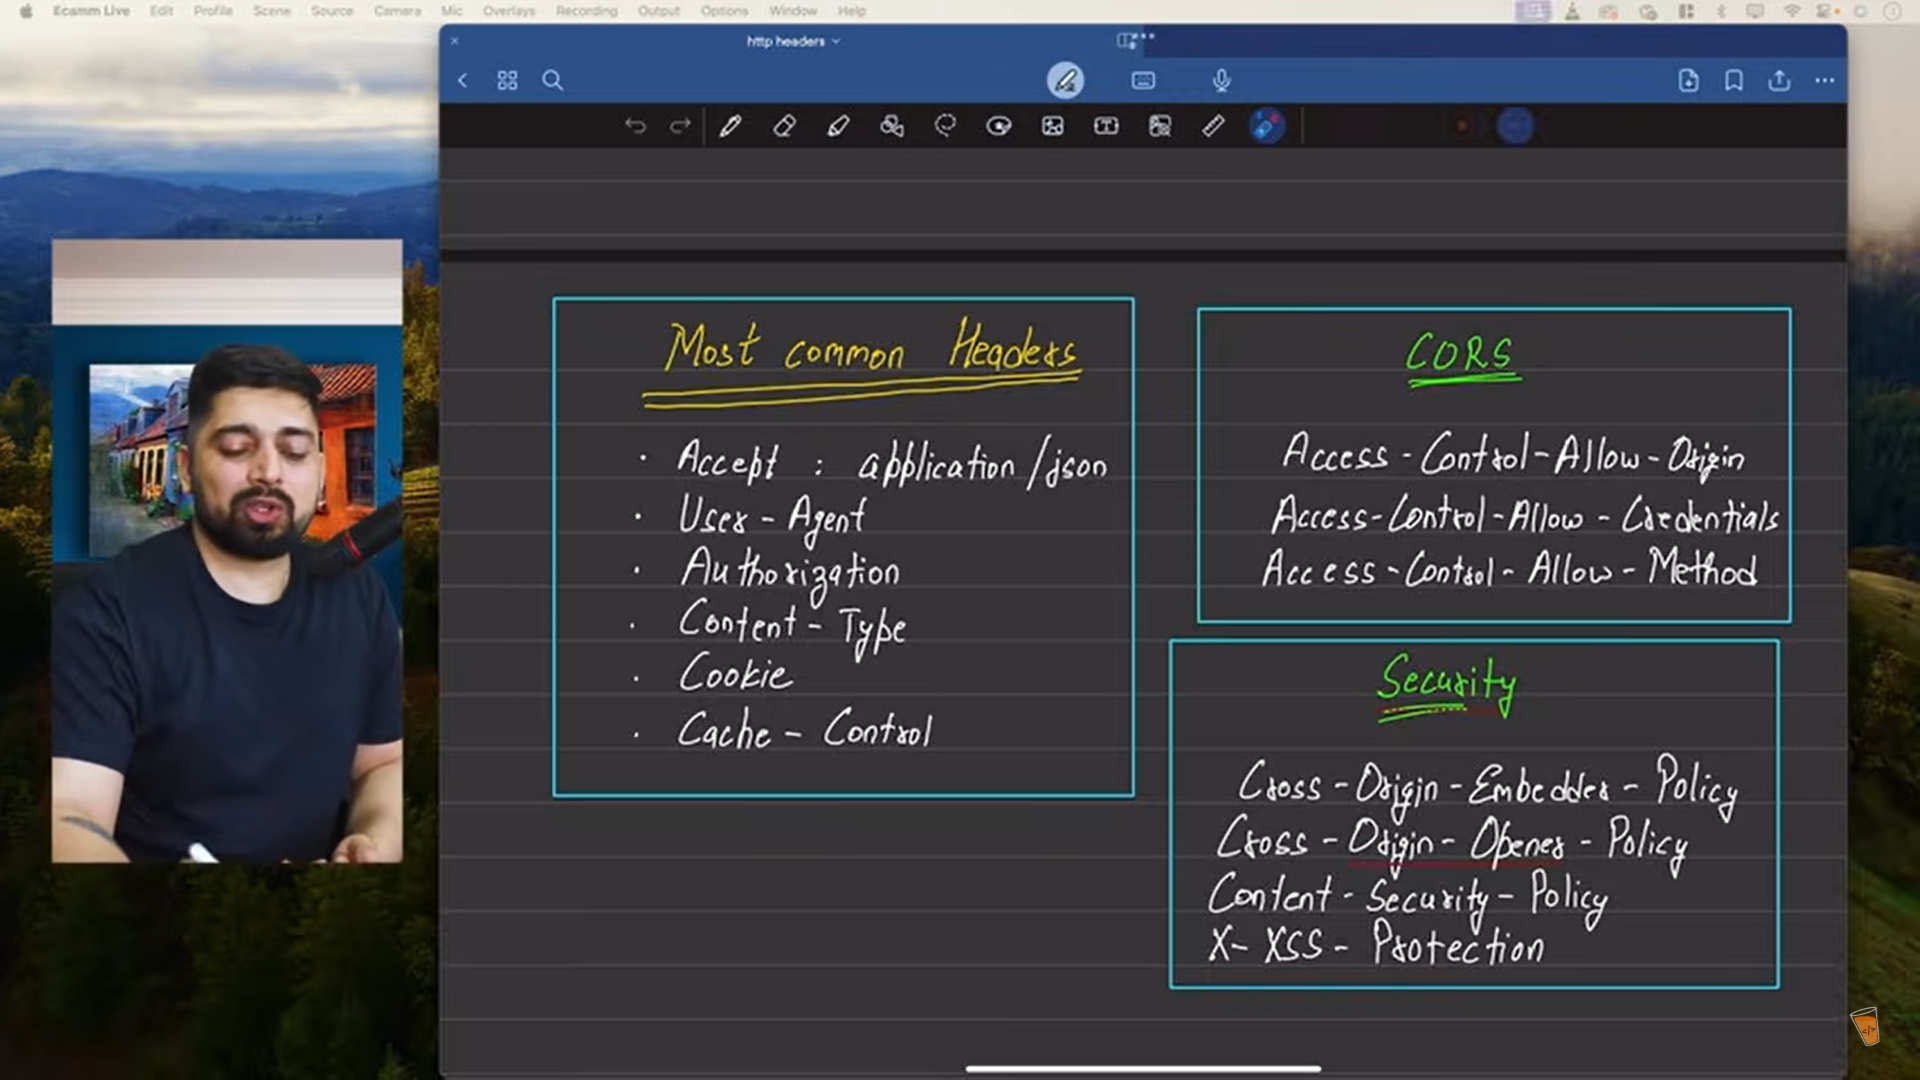 Ecamm Live Edit Profile Scene Source Camera Mic Overlays Recording Output Options Window Help
http headers
Most common Headers
· Accept : application/json
· User-Agent
· Authorization
· Content-Type
· Cookie
· Cache-Control
CORS
Access-Control-Allow-Origin
Access-Control-Allow-Credentials
Access-Control-Allow-Method
Security
Cross-Origin-Embedder-Policy
Cross-Origin-Opener-Policy
Content-Security-Policy
X-XSS-Protection